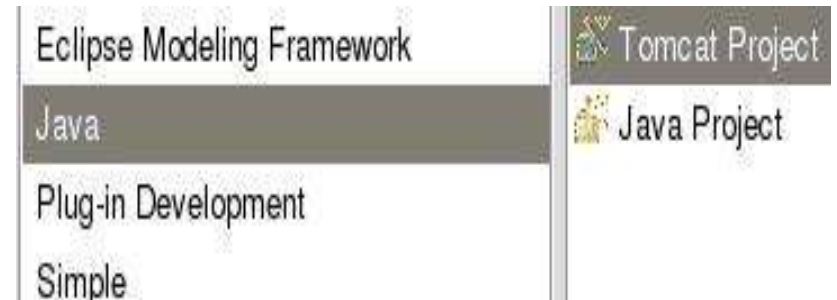 Eclipse Modeling Framework
Java
Plug-in Development
Simple
Tomcat Project
Java Project